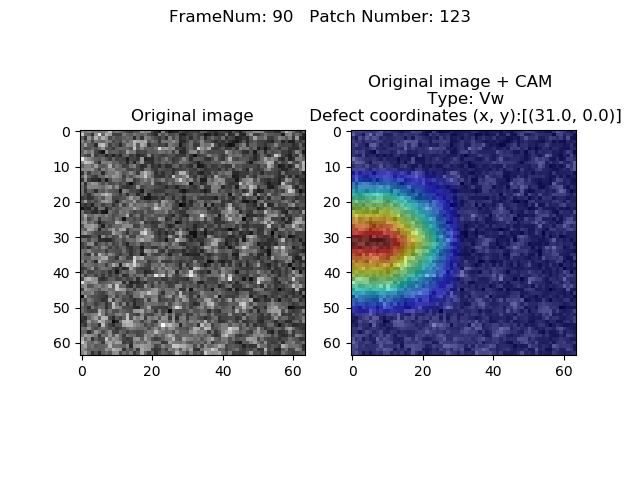 FrameNum: 90   Patch Number: 123
Original image
Original image + CAM
Type: Vw
Defect coordinates (x, y):[(31.0, 0.0)]
0
10
20
30
40
50
60
0 20 40 60
0
10
20
30
40
50
60
0 20 40 60